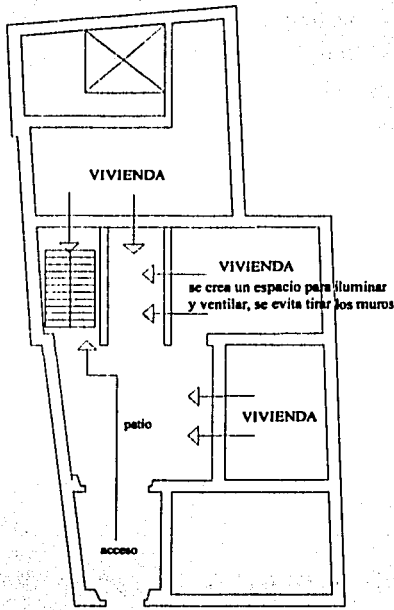 VIVIENDA
VIVIENDA
se crea un espacio para iluminar
y ventilar, se evita tirar los muros
VIVIENDA
patio
acceso